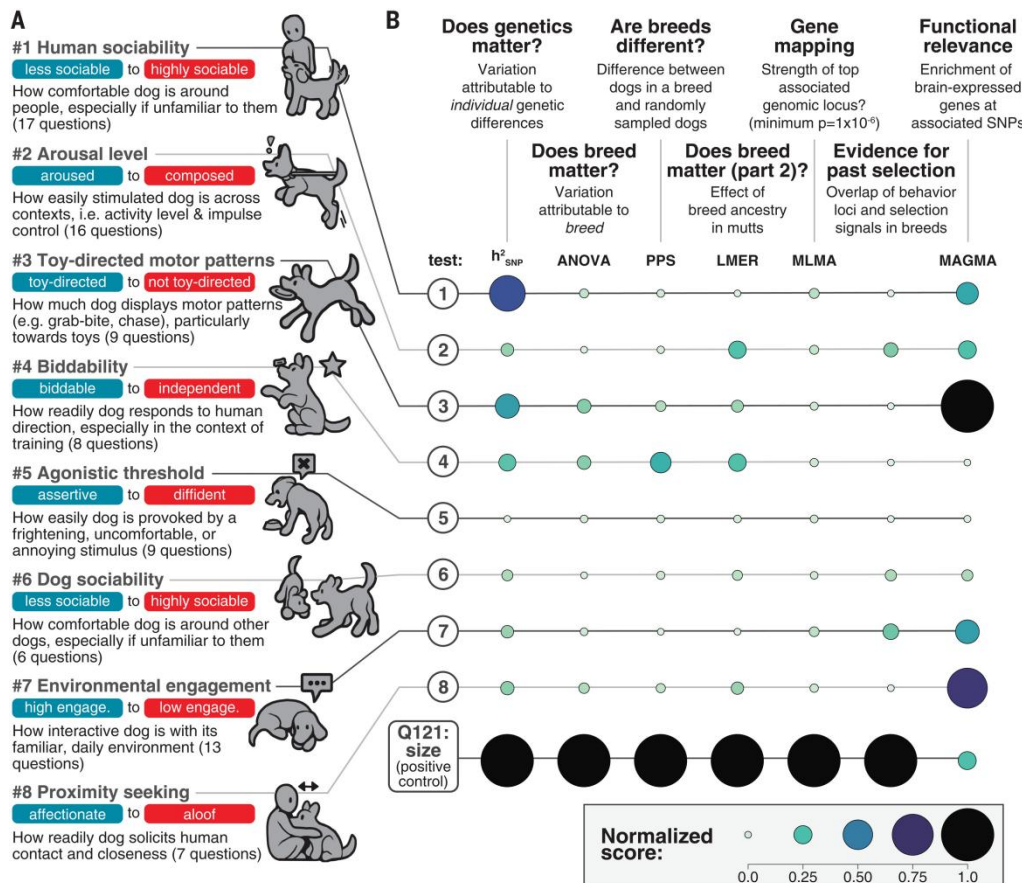 A
#1 Human sociability
less sociable to highly sociable
How comfortable dog is around
people, especially if unfamiliar to them
(17 questions)
#2 Arousal level
aroused to composed
How easily stimulated dog is across
contexts, i.e. activity level & impulse
control (16 questions)
#3 Toy-directed motor patterns
toy-directed to not toy-directed
How much dog displays motor patterns
(e.g. grab-bite, chase), particularly
towards toys (9 questions)
#4 Biddability
biddable to independent
How readily dog responds to human
direction, especially in the context of
training (8 questions)
#5 Agonistic threshold
assertive to diffident
How easily dog is provoked by a
frightening, uncomfortable, or
annoying stimulus (9 questions)
#6 Dog sociability
less sociable to highly sociable
How comfortable dog is around other
dogs, especially if unfamiliar to them
(6 questions)
#7 Environmental engagement
high engage. to low engage.
How interactive dog is with its
familiar, daily environment (13
questions)
#8 Proximity seeking
affectionate to aloof
How readily dog solicits human
contact and closeness (7 questions)
B
Does genetics
matter?
Variation
attributable to
individual genetic
differences
Are breeds
different?
Difference between
dogs in a breed
and randomly
sampled dogs
Gene
mapping
Strength of top
associated
genomic locus?
(minimum p=1x10⁻⁶)
Functional
relevance
Enrichment of
brain-expressed
genes at
associated SNPs
Does breed
matter?
Variation
attributable to
breed
Does breed
matter (part 2)?
Effect of
breed ancestry
in mutts
Evidence for
past selection
Overlap of behavior
loci and selection
signals in breeds
test: h²SNP ANOVA PPS LMER MLMA MAGMA
1
2
3
4
5
6
7
8
Q121:
size
(positive
control)
Normalized
score:
0.0 0.25 0.50 0.75 1.0